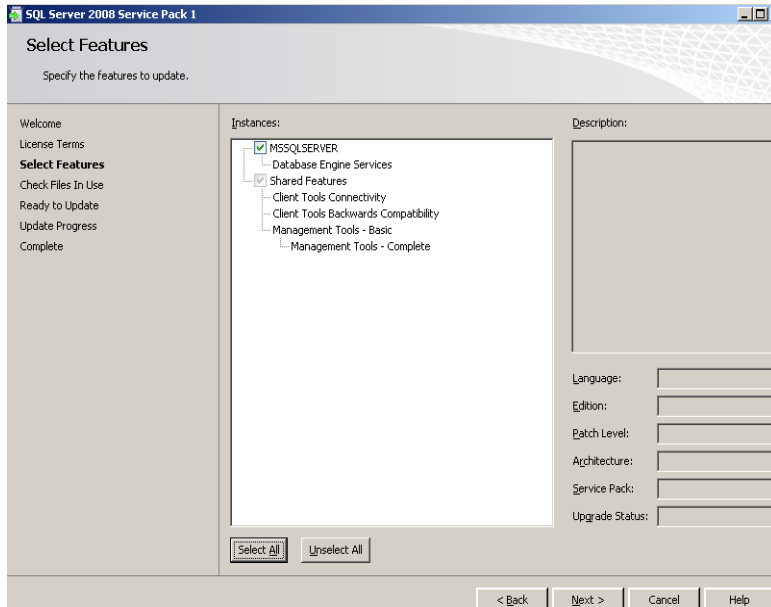 SQL Server 2008 Service Pack 1
Select Features
Specify the features to update.
Welcome
License Terms
Select Features
Check Files In Use
Ready to Update
Update Progress
Complete
Instances:
MSSQLSERVER
Database Engine Services
Shared Features
Client Tools Connectivity
Client Tools Backwards Compatibility
Management Tools - Basic
Management Tools - Complete
Select All
Unselect All
Description:
Language:
Edition:
Patch Level:
Architecture:
Service Pack:
Upgrade Status:
< Back
Next >
Cancel
Help